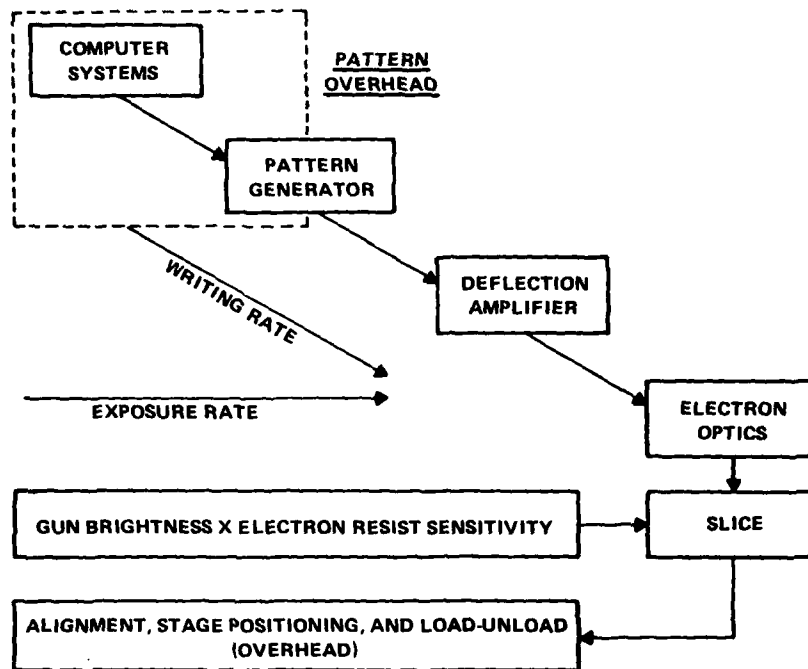 COMPUTER
SYSTEMS
PATTERN
OVERHEAD
PATTERN
GENERATOR
DEFLECTION
AMPLIFIER
WRITING RATE
EXPOSURE RATE
ELECTRON
OPTICS
GUN BRIGHTNESS X ELECTRON RESIST SENSITIVITY
SLICE
ALIGNMENT, STAGE POSITIONING, AND LOAD-UNLOAD
(OVERHEAD)